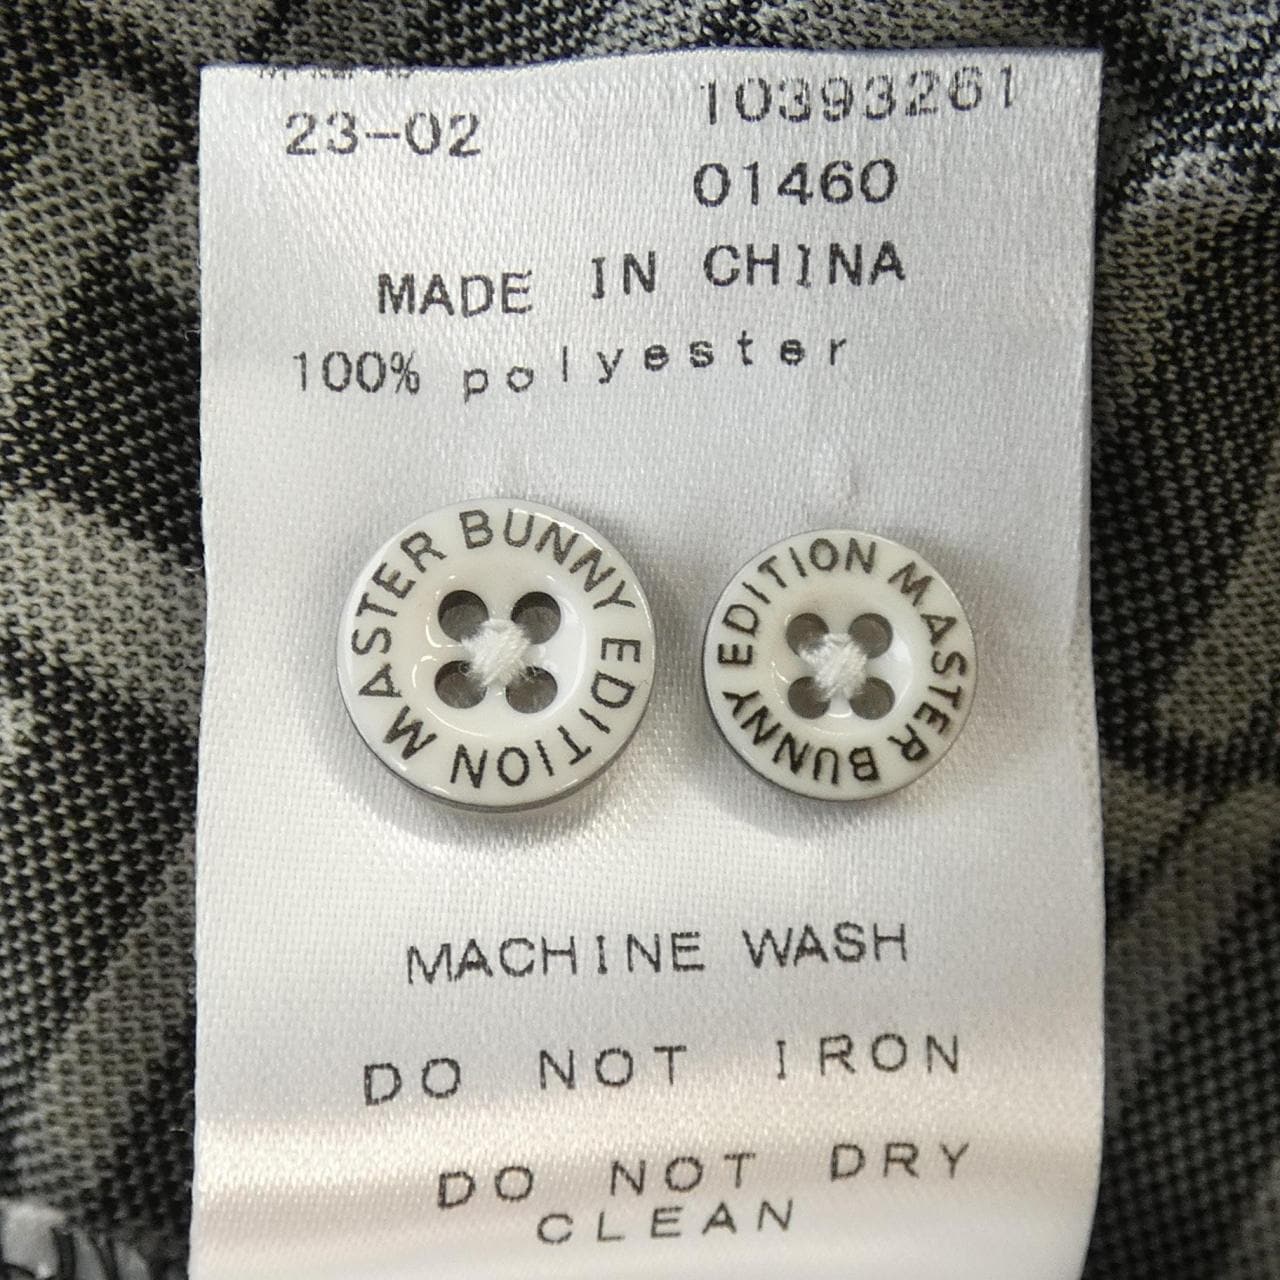 10393261
23-02
01460
MADE IN CHINA
100% polyester
MASTER BUNNY EDITION
MASTER BUNNY EDITION
MACHINE WASH
DO NOT IRON
DO NOT DRY
CLEAN